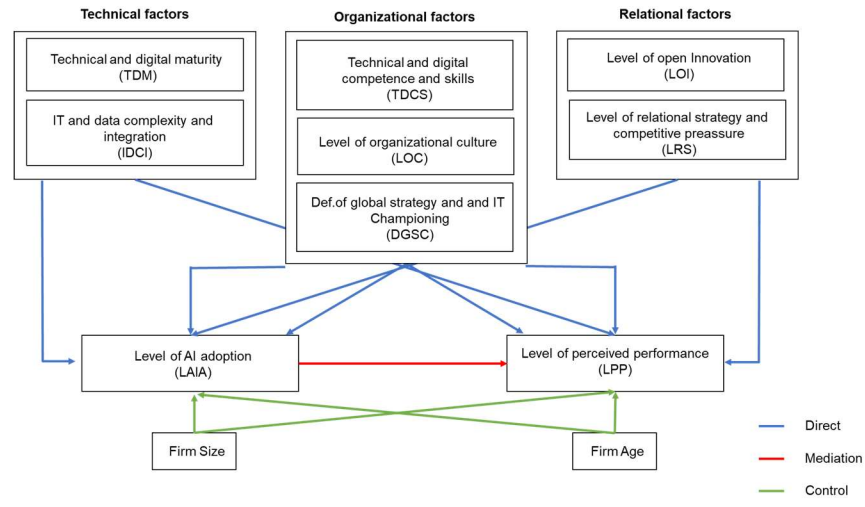 Technical factors
Technical and digital maturity
(TDM)
IT and data complexity and
integration
(IDCI)
Organizational factors
Technical and digital
competence and skills
(TDCS)
Level of organizational culture
(LOC)
Def.of global strategy and and IT
Championing
(DGSC)
Relational factors
Level of open Innovation
(LOI)
Level of relational strategy and
competitive preassure
(LRS)
Level of AI adoption
(LAIA)
Level of perceived performance
(LPP)
Firm Size
Firm Age
Direct
Mediation
Control